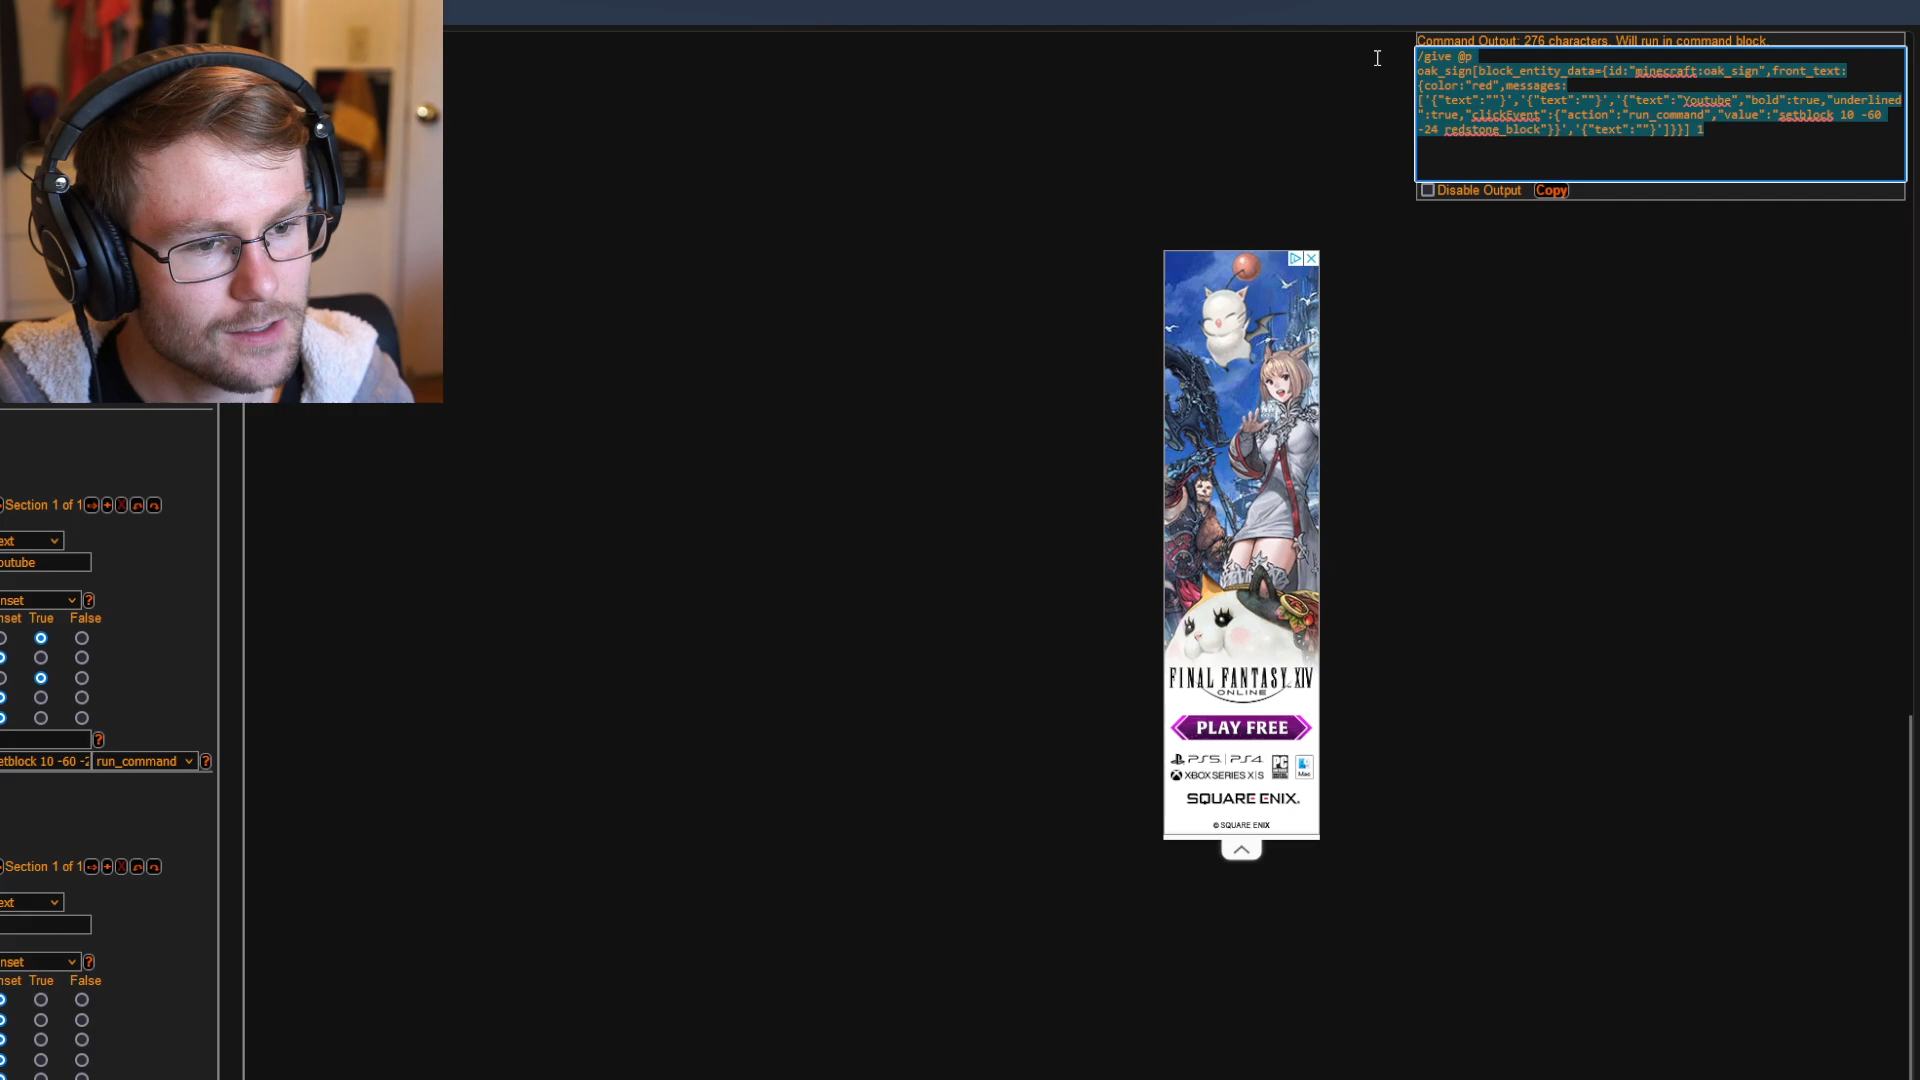 Command Output: 276 characters. Will run in command block.
/give @p
oak_sign[block_entity_data={id:"minecraft:oak_sign",front_text:
{color:"red",messages:
['{"text":""}','{"text":""}','{"text":"Youtube","bold":true,"underlined
":true,"clickEvent":{"action":"run_command","value":"setblock 10 -60
-24 redstone_block"}}','{"text":""}']}}] 1
Disable Output Copy
FINAL FANTASY XIV
ONLINE
PLAY FREE
PS5 | PS4
XBOX SERIES X|S
PC
Mac
SQUARE ENIX.
© SQUARE ENIX
Section 1 of 1
ext
outube
nset ?
nset True False
?
etblock 10 -60 -2 run_command ?
Section 1 of 1
ext
nset ?
nset True False